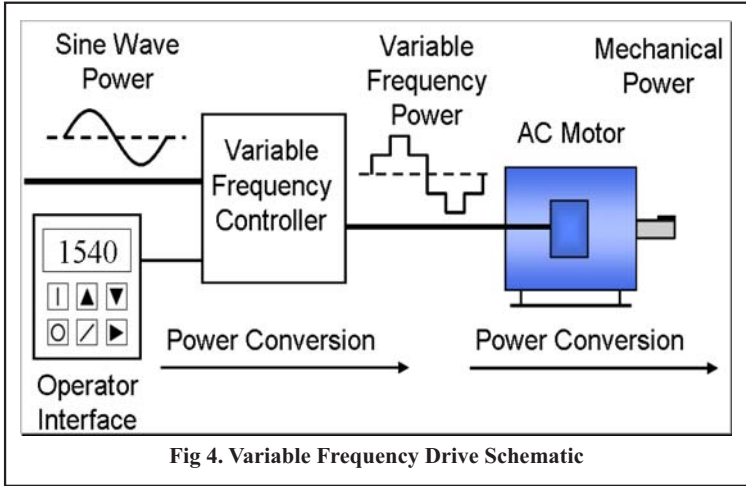 Sine Wave
Power
Variable
Frequency
Power
Mechanical
Power
AC Motor
Variable
Frequency
Controller
1540
Power Conversion
Power Conversion
Operator
Interface
Fig 4. Variable Frequency Drive Schematic